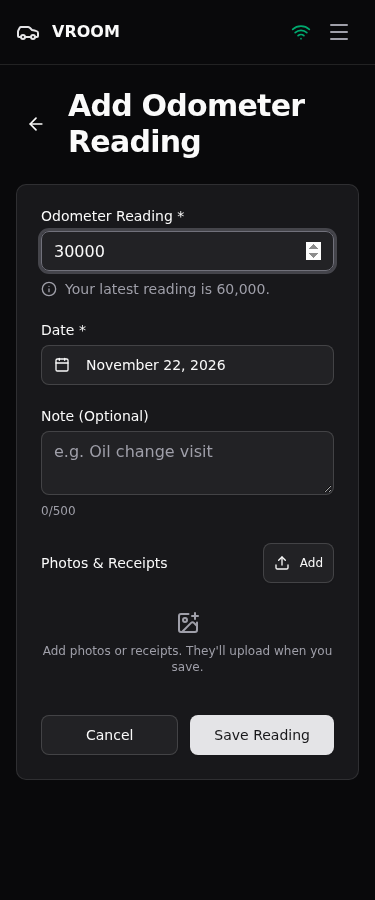 VROOM
Add Odometer
Reading
Odometer Reading *
30000
Your latest reading is 60,000.
Date *
November 22, 2026
Note (Optional)
e.g. Oil change visit
0/500
Photos & Receipts
Add
Add photos or receipts. They'll upload when you
save.
Cancel
Save Reading